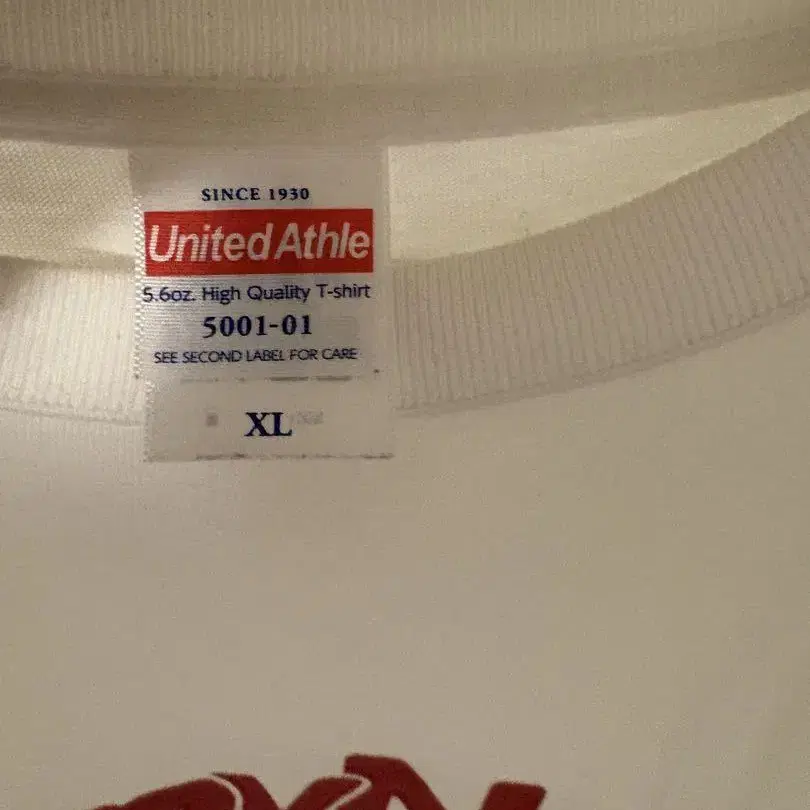 SINCE 1930
United Athle
5.6oz. High Quality T-shirt
5001-01
SEE SECOND LABEL FOR CARE
XL